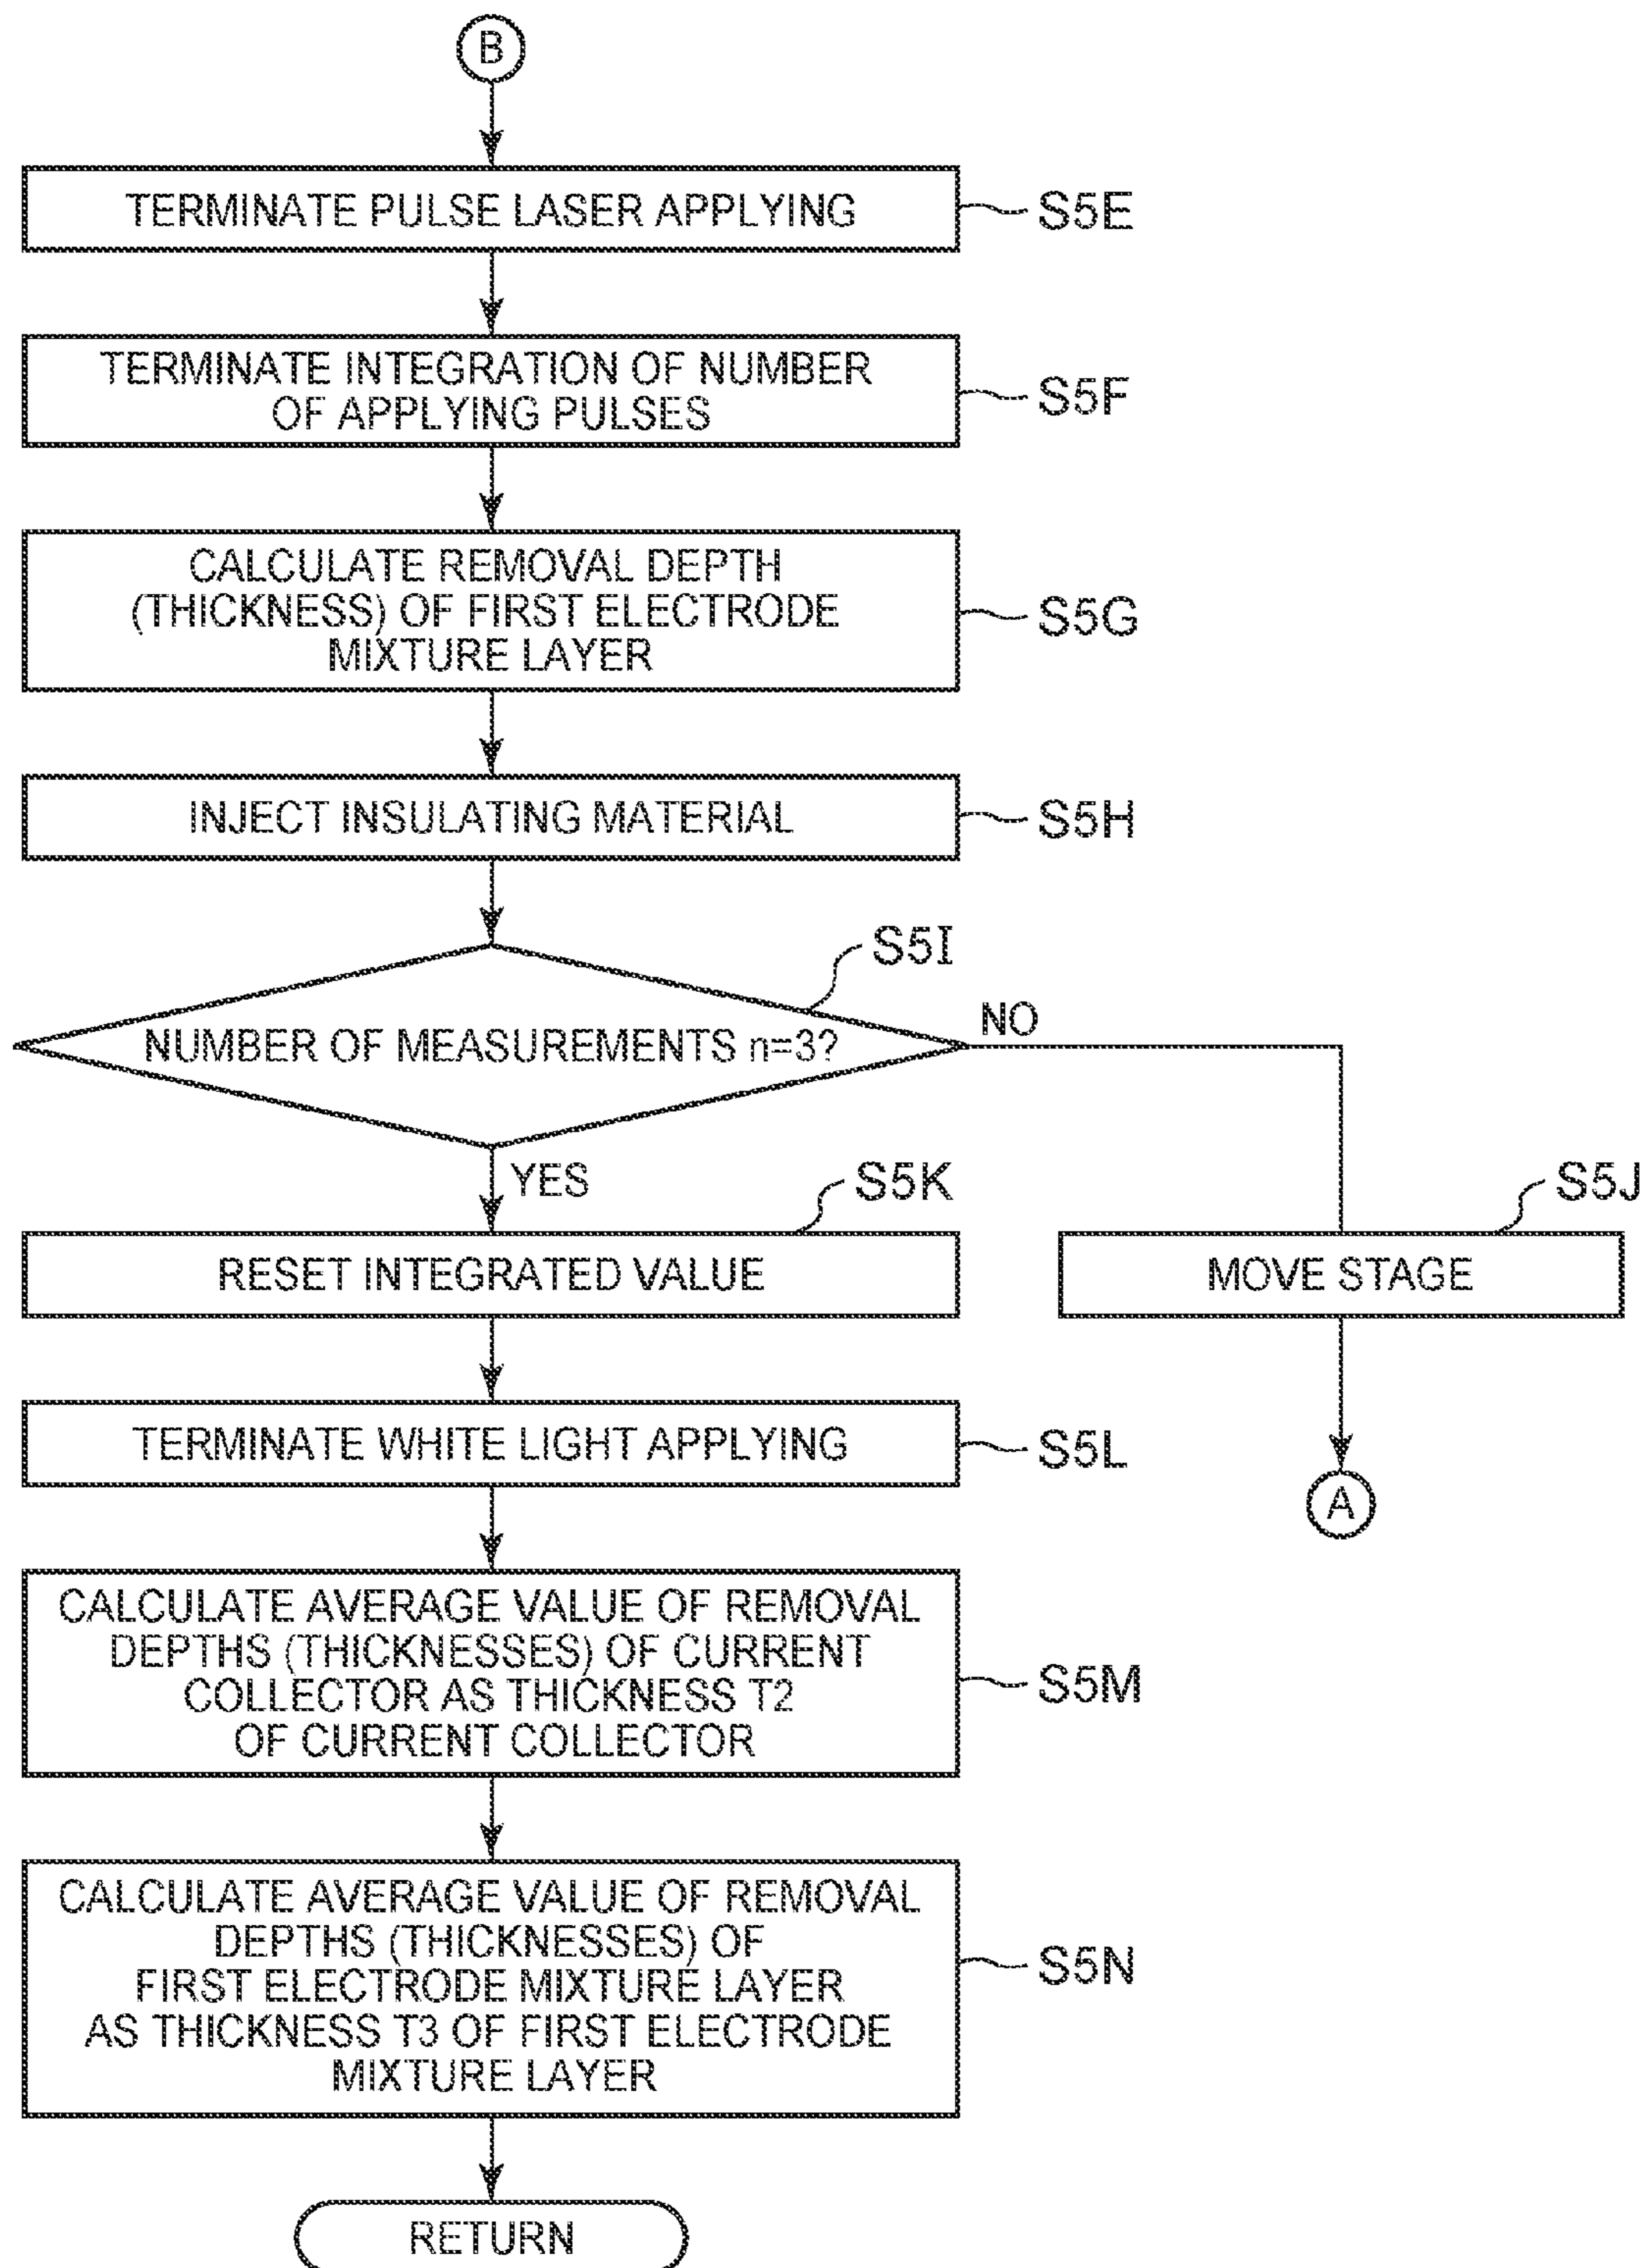 B
TERMINATE PULSE LASER APPLYING
S5E
TERMINATE INTEGRATION OF NUMBER
OF APPLYING PULSES
S5F
CALCULATE REMOVAL DEPTH
(THICKNESS) OF FIRST ELECTRODE
MIXTURE LAYER
S5G
INJECT INSULATING MATERIAL
S5H
S5I
NUMBER OF MEASUREMENTS n=3?
NO
YES
S5K
S5J
RESET INTEGRATED VALUE
MOVE STAGE
TERMINATE WHITE LIGHT APPLYING
S5L
A
CALCULATE AVERAGE VALUE OF REMOVAL
DEPTHS (THICKNESSES) OF CURRENT
COLLECTOR AS THICKNESS T2
OF CURRENT COLLECTOR
S5M
CALCULATE AVERAGE VALUE OF REMOVAL
DEPTHS (THICKNESSES) OF
FIRST ELECTRODE MIXTURE LAYER
AS THICKNESS T3 OF FIRST ELECTRODE
MIXTURE LAYER
S5N
RETURN